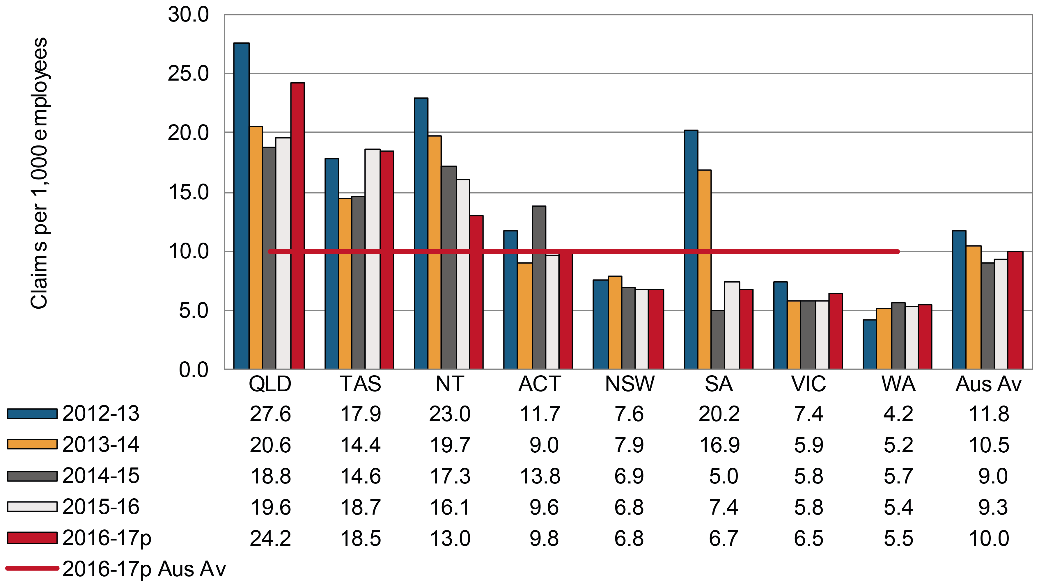 Claims per 1,000 employees
30.0
25.0
20.0
15.0
10.0
5.0
0.0
QLD TAS NT ACT NSW SA VIC WA Aus Av
2012-13 27.6 17.9 23.0 11.7 7.6 20.2 7.4 4.2 11.8
2013-14 20.6 14.4 19.7 9.0 7.9 16.9 5.9 5.2 10.5
2014-15 18.8 14.6 17.3 13.8 6.9 5.0 5.8 5.7 9.0
2015-16 19.6 18.7 16.1 9.6 6.8 7.4 5.8 5.4 9.3
2016-17p 24.2 18.5 13.0 9.8 6.8 6.7 6.5 5.5 10.0
2016-17p Aus Av